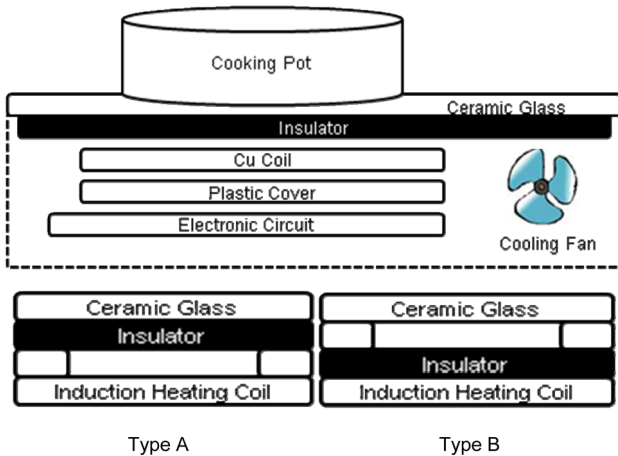 Cooking Pot
Ceramic Glass
Insulator
Cu Coil
Plastic Cover
Electronic Circuit
Cooling Fan
Ceramic Glass
Insulator
Induction Heating Coil
Ceramic Glass
Insulator
Induction Heating Coil
Type A
Type B